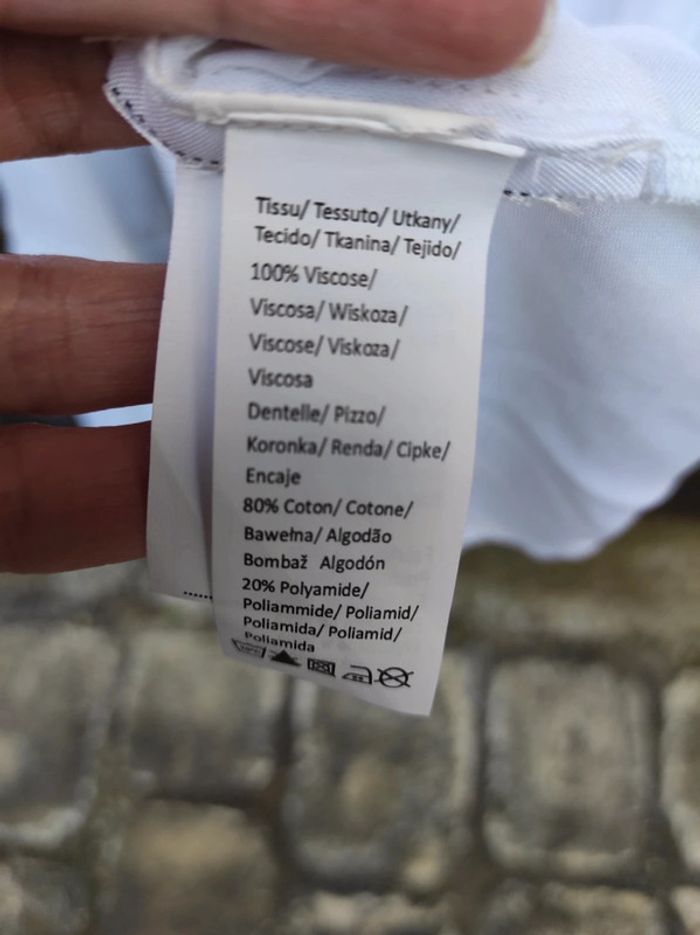 Tissu/ Tessuto/ Utkany/
Tecido/ Tkanina/ Tejido/
100% Viscose/
Viscosa/ Wiskoza/
Viscose/ Viskoza/
Viscosa
Dentelle/ Pizzo/
Koronka/ Renda/ Cipke/
Encaje
80% Coton/ Cotone/
Bawełna/ Algodão
Bombaž Algodón
20% Polyamide/
Poliammide/ Poliamid/
Poliamida/ Poliamid/
Poliamida